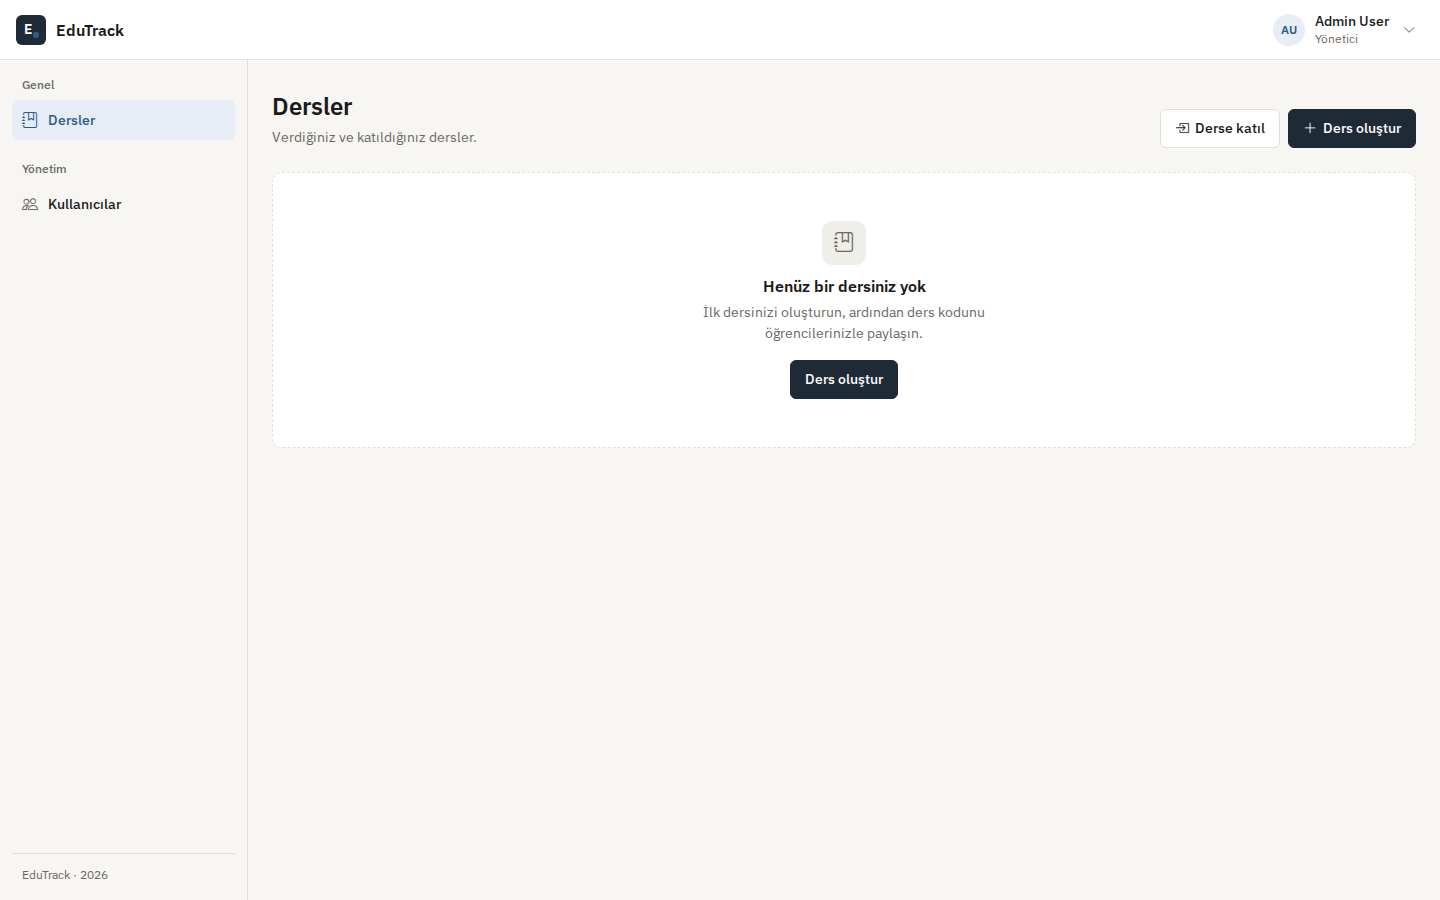 E.
EduTrack
AU
Admin User
Yönetici
Genel
Dersler
Yönetim
Kullanıcılar
EduTrack · 2026
Dersler
Verdiğiniz ve katıldığınız dersler.
Derse katıl
Ders oluştur
Henüz bir dersiniz yok
İlk dersinizi oluşturun, ardından ders kodunu
öğrencilerinizle paylaşın.
Ders oluştur